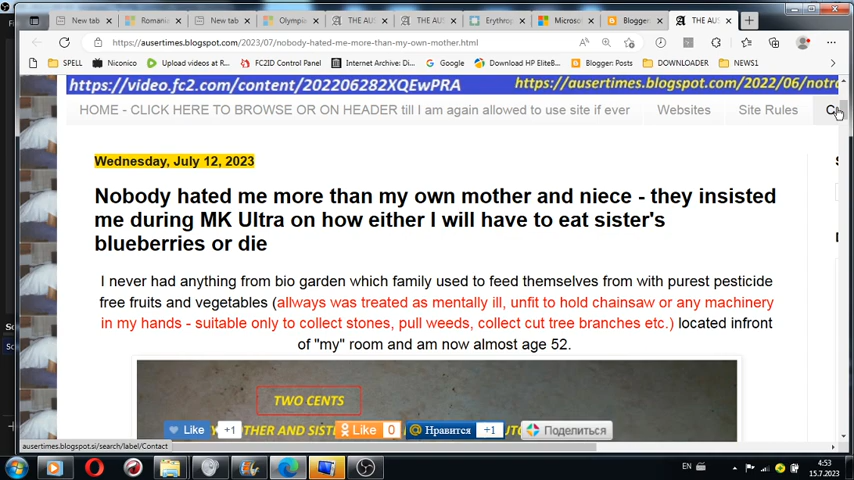 New tab
Romani
New tab
Olympi
THE AUS
THE AUS
Erythrop
Microso
Blogger
THE AUS
https://ausertimes.blogspot.com/2023/07/nobody-hated-me-more-than-my-own-mother.html
SPELL
Niconico
Upload videos at r...
FC2ID Control Panel
Internet Archive: Di...
Google
Download HP EliteB...
Blogger: Posts
DOWNLOADER
NEWS1
https://video.fc2.com/content/202206282XQEwPRA
https://ausertimes.blogspot.com/2022/06/notra
HOME - CLICK HERE TO BROWSE OR ON HEADER till I am again allowed to use site if ever
Websites
Site Rules
Wednesday, July 12, 2023
Nobody hated me more than my own mother and niece - they insisted
me during MK Ultra on how either I will have to eat sister's
blueberries or die
I never had anything from bio garden which family used to feed themselves from with purest pesticide
free fruits and vegetables (allways was treated as mentally ill, unfit to hold chainsaw or any machinery
in my hands - suitable only to collect stones, pull weeds, collect cut tree branches etc.) located infront
of "my" room and am now almost age 52.
TWO CENTS
Like
+1
Like 0
Нравится
+1
Поделиться
ausertimes.blogspot.si/search/label/Contact
EN
4:53
15.7.2023